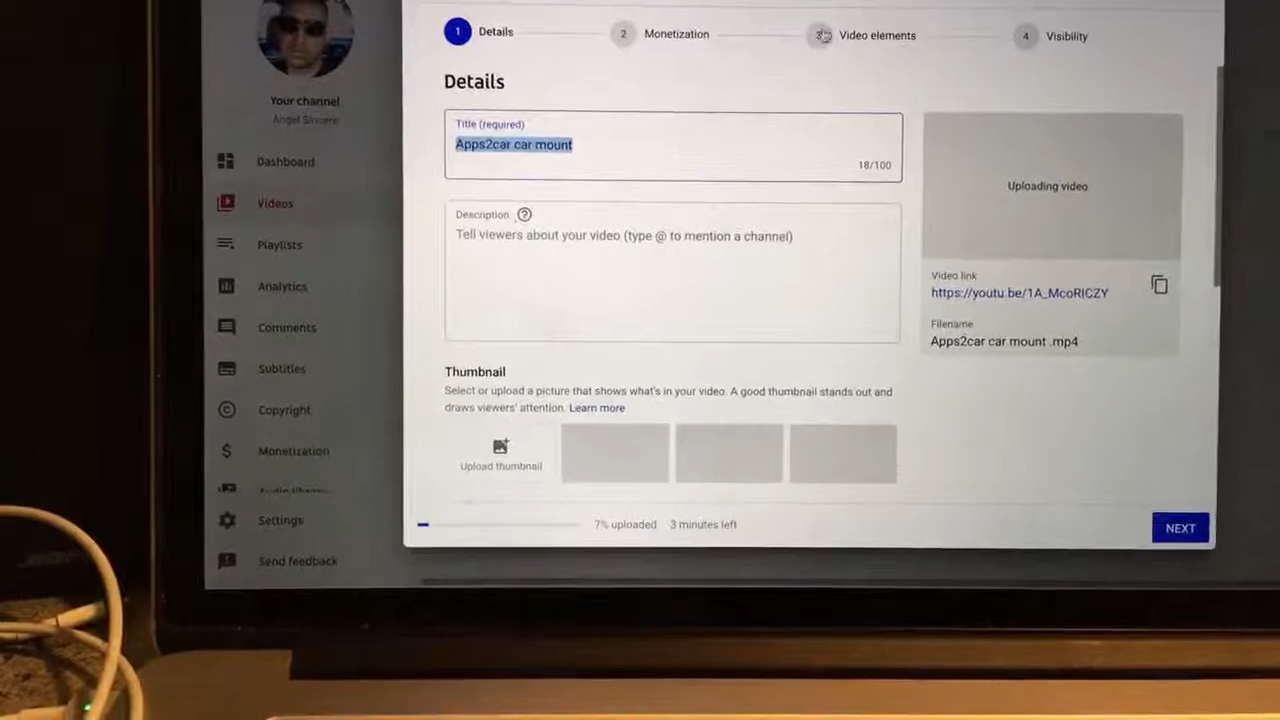 1 Details
2 Monetization
Video elements
4 Visibility
Details
Your channel
Angel Sincere
Title (required)
Apps2car car mount
18/100
Uploading video
Dashboard
Videos
Playlists
Analytics
Comments
Subtitles
Copyright
Monetization
Settings
Send feedback
Description ?
Tell viewers about your video (type @ to mention a channel)
Video link
https://youtu.be/1A_McoRICZY
Filename
Apps2car car mount .mp4
Thumbnail
Select or upload a picture that shows what's in your video. A good thumbnail stands out and
draws viewers' attention. Learn more
Upload thumbnail
7% uploaded 3 minutes left
NEXT